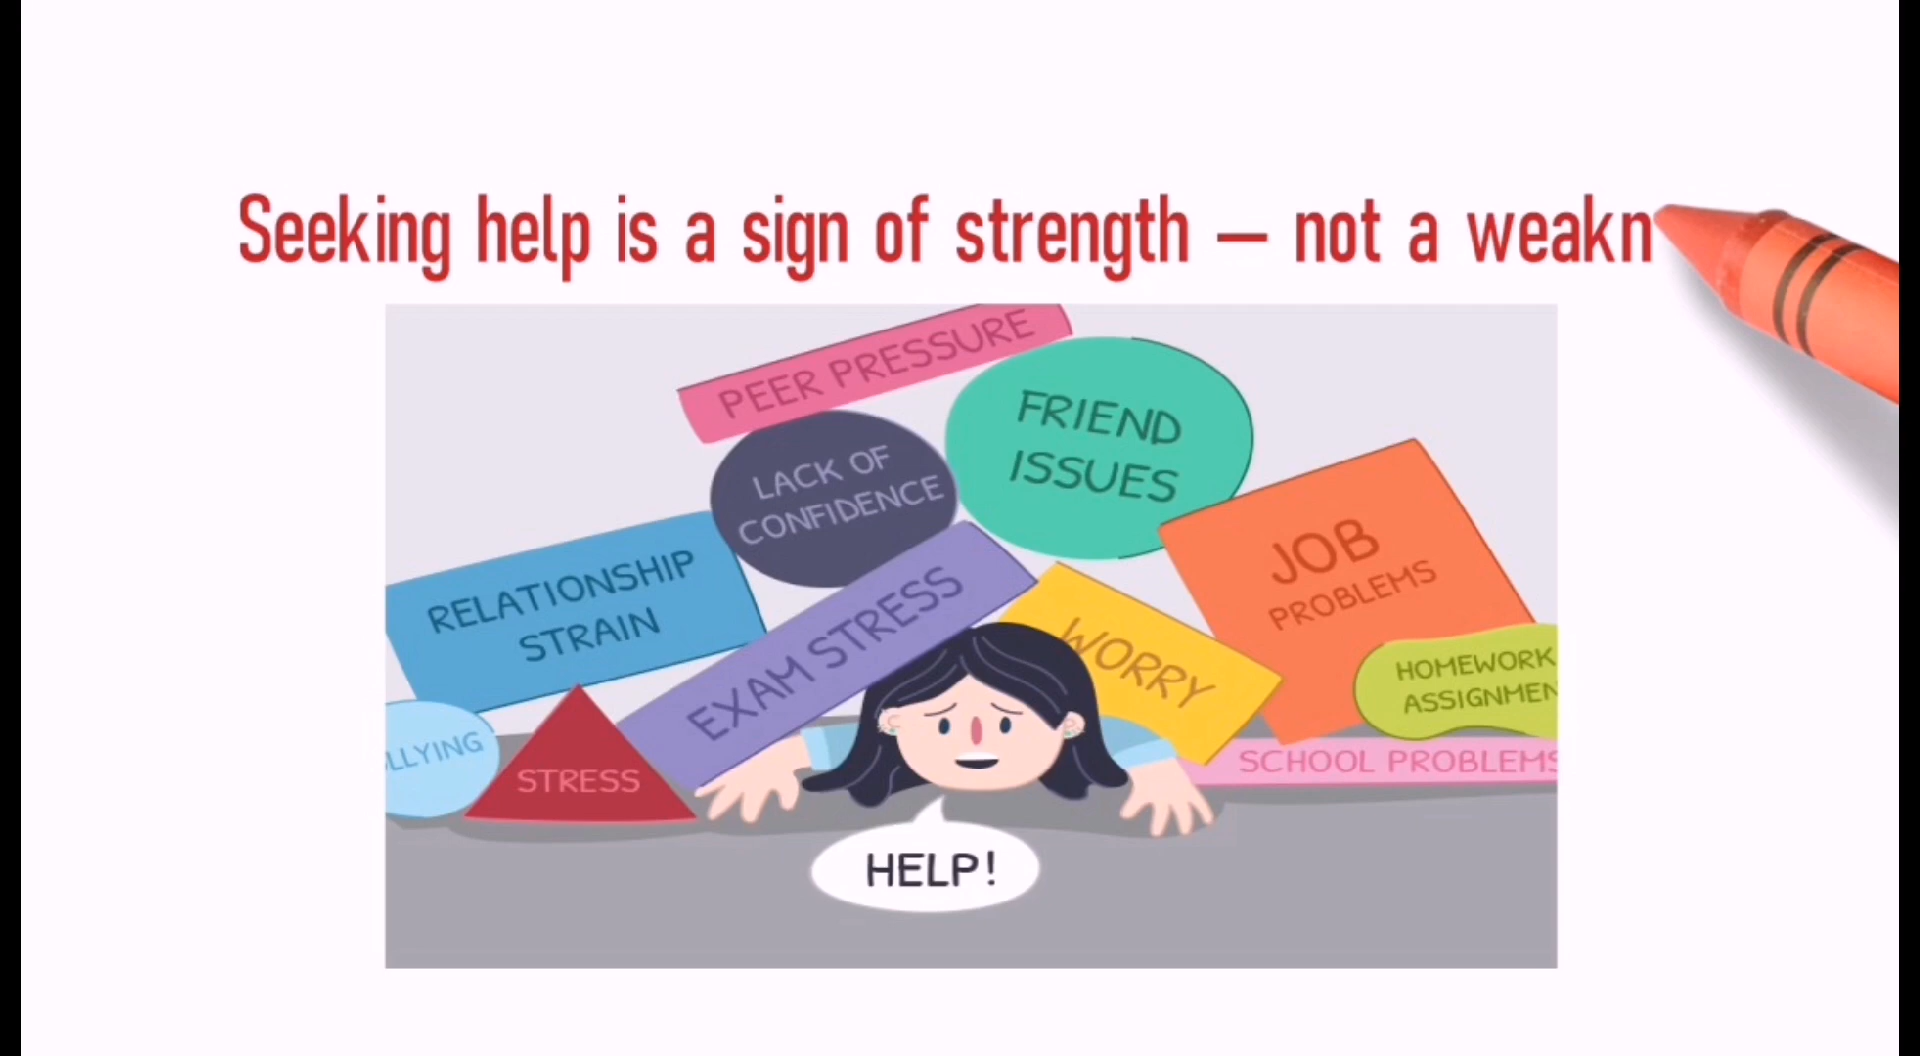 Seeking help is a sign of strength – not a weakn
PEER PRESSURE
FRIEND
ISSUES
LACK OF
CONFIDENCE
JOB
PROBLEMS
RELATIONSHIP
STRAIN
EXAM STRESS
WORRY
HOMEWORK
ASSIGNMEN
LLYING
STRESS
SCHOOL PROBLEMS
HELP!